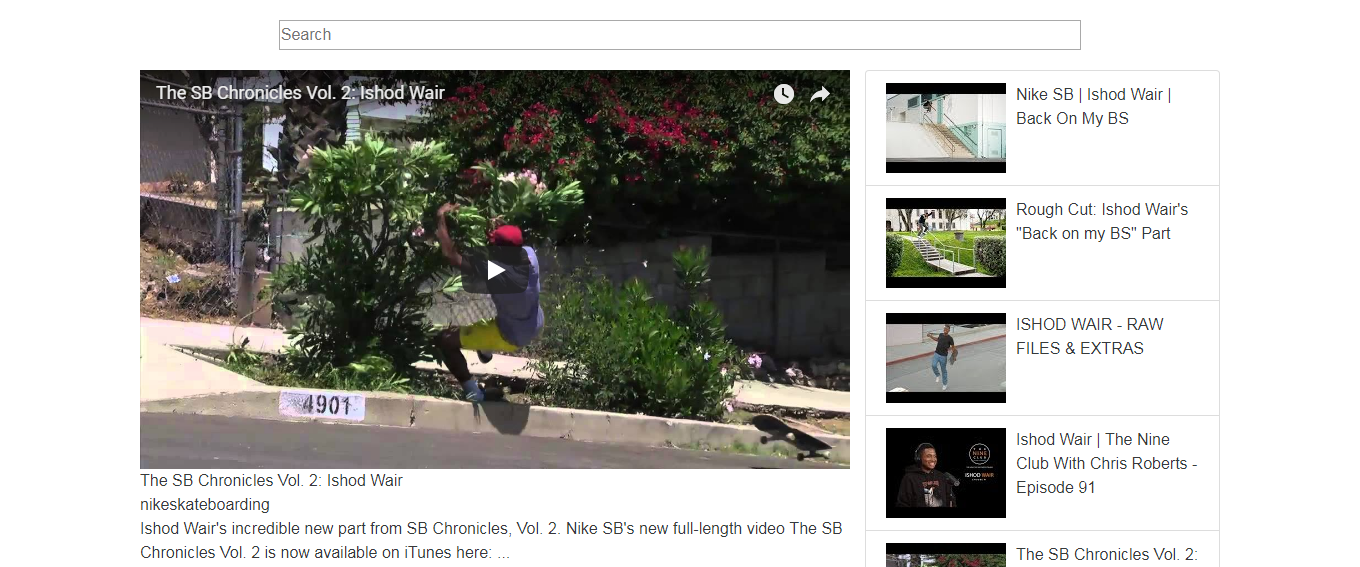 Search
The SB Chronicles Vol. 2: Ishod Wair
4901
The SB Chronicles Vol. 2: Ishod Wair
nikeskateboarding
Ishod Wair's incredible new part from SB Chronicles, Vol. 2. Nike SB's new full-length video The SB
Chronicles Vol. 2 is now available on iTunes here: ...
Nike SB | Ishod Wair |
Back On My BS
Rough Cut: Ishod Wair's
"Back on my BS" Part
ISHOD WAIR - RAW
FILES & EXTRAS
NINE
ISHOD WAIR
Ishod Wair | The Nine
Club With Chris Roberts -
Episode 91
The SB Chronicles Vol. 2: